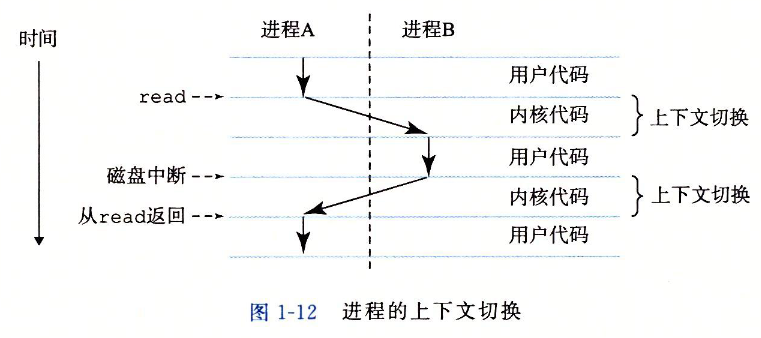 进程A 进程B
时间
用户代码
read
内核代码 上下文切换
用户代码
磁盘中断
内核代码 上下文切换
从read返回
用户代码
图 1-12 进程的上下文切换